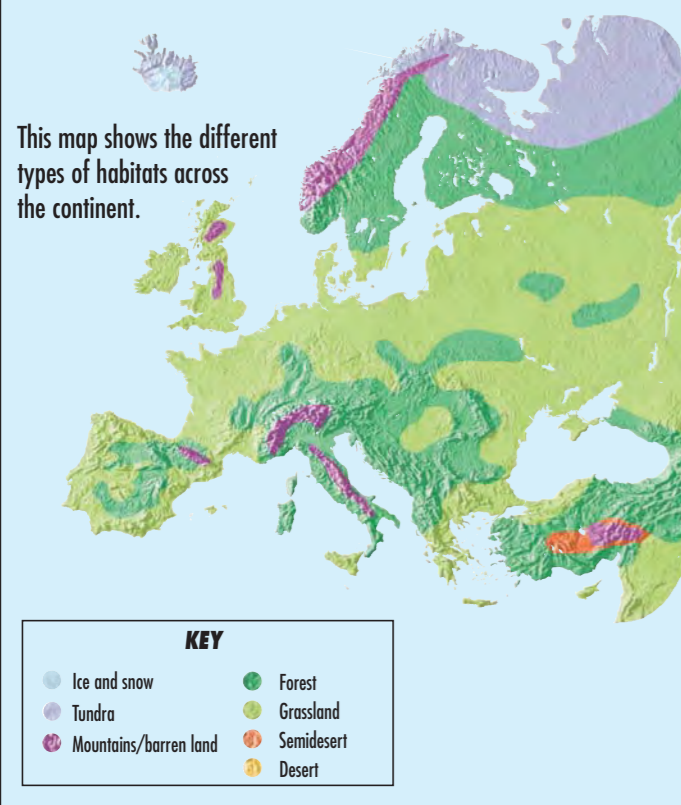 This map shows the different
types of habitats across
the continent.
KEY
Ice and snow
Tundra
Mountains/barren land
Forest
Grassland
Semidesert
Desert